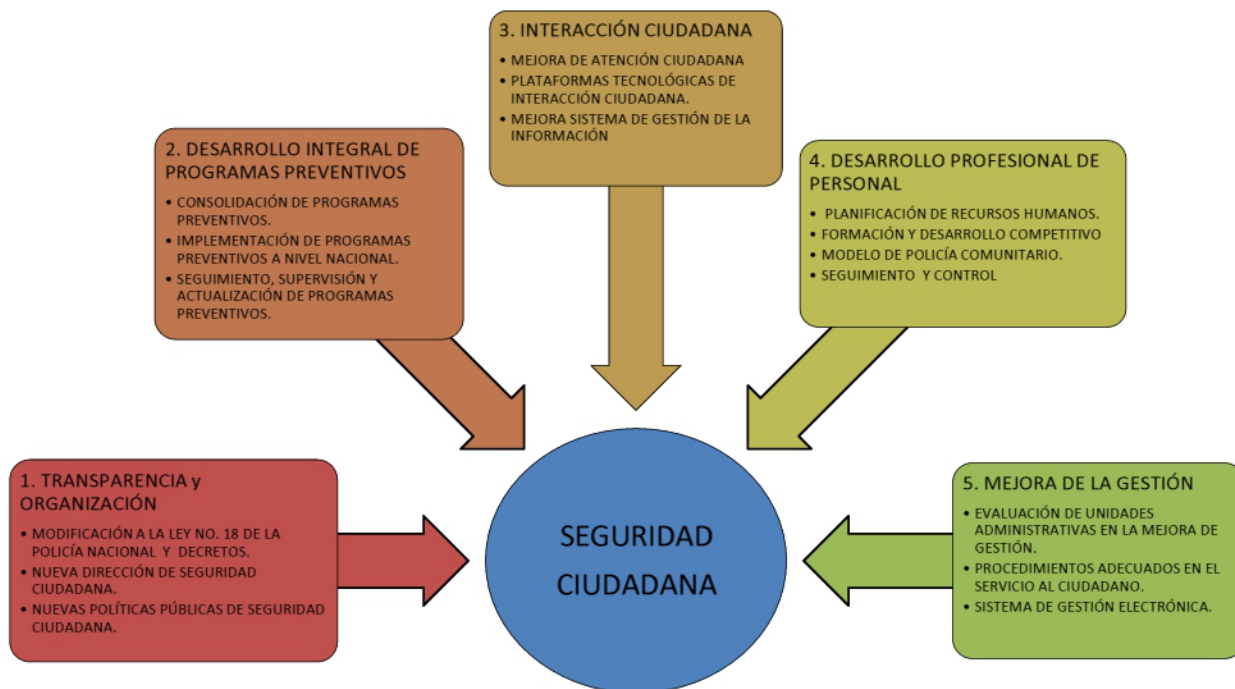 3. INTERACCIÓN CIUDADANA
• MEJORA DE ATENCIÓN CIUDADANA
• PLATAFORMAS TECNOLÓGICAS DE
INTERACCIÓN CIUDADANA.
• MEJORA SISTEMA DE GESTIÓN DE LA
INFORMACIÓN
2. DESARROLLO INTEGRAL DE
PROGRAMAS PREVENTIVOS
• CONSOLIDACIÓN DE PROGRAMAS
PREVENTIVOS.
• IMPLEMENTACIÓN DE PROGRAMAS
PREVENTIVOS A NIVEL NACIONAL.
• SEGUIMIENTO, SUPERVISIÓN Y
ACTUALIZACIÓN DE PROGRAMAS
PREVENTIVOS.
4. DESARROLLO PROFESIONAL DE
PERSONAL
• PLANIFICACIÓN DE RECURSOS HUMANOS.
• FORMACIÓN Y DESARROLLO COMPETITIVO
• MODELO DE POLICÍA COMUNITARIO.
• SEGUIMIENTO Y CONTROL
1. TRANSPARENCIA y
ORGANIZACIÓN
• MODIFICACIÓN A LA LEY NO. 18 DE LA
POLICÍA NACIONAL Y DECRETOS.
• NUEVA DIRECCIÓN DE SEGURIDAD
CIUDADANA.
• NUEVAS POLÍTICAS PÚBLICAS DE SEGURIDAD
CIUDADANA.
SEGURIDAD
CIUDADANA
5. MEJORA DE LA GESTIÓN
• EVALUACIÓN DE UNIDADES
ADMINISTRATIVAS EN LA MEJORA DE
GESTIÓN.
• PROCEDIMIENTOS ADECUADOS EN EL
SERVICIO AL CIUDADANO.
• SISTEMA DE GESTIÓN ELECTRÓNICA.